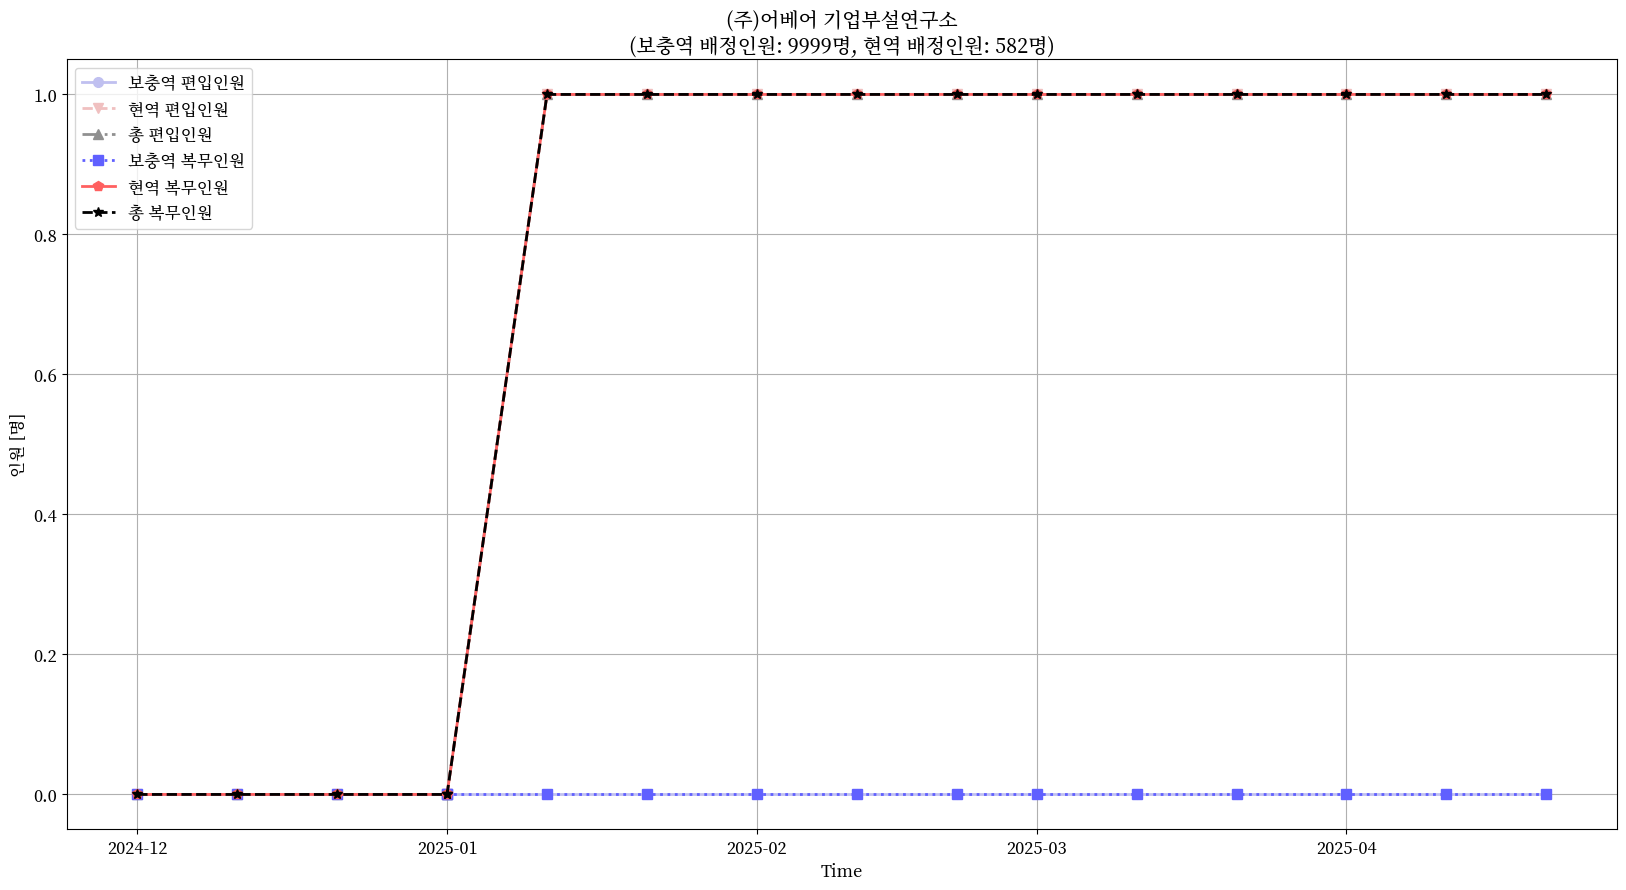 (주)어베어 기업부설연구소
(보충역 배정인원: 9999명, 현역 배정인원: 582명)
보충역 편입인원
현역 편입인원
총 편입인원
보충역 복무인원
현역 복무인원
총 복무인원
1.0
0.8
0.6
0.4
0.2
0.0
인원 [명]
2024-12
2025-01
2025-02
2025-03
2025-04
Time